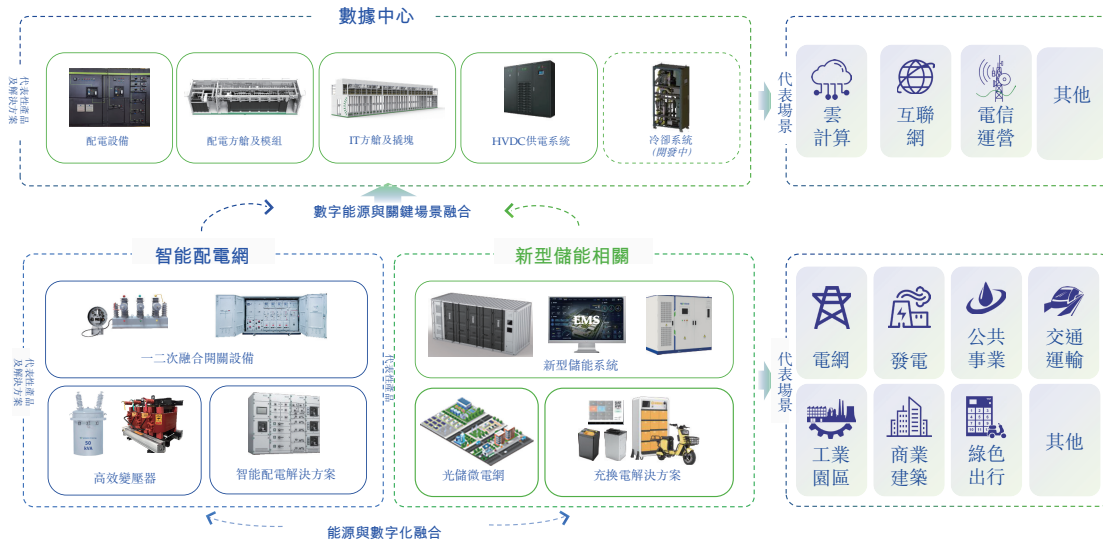 數據中心
代表性產品
及解決方案
配電設備
配電方艙及模組
IT方艙及撬塊
HVDC供電系統
冷卻系統
(開發中)
代表場景
雲
計算
互聯
網
電信
運營
其他
數字能源與關鍵場景融合
智能配電網
代表性產品
及解決方案
一二次融合開關設備
高效變壓器
30
智能配電解決方案
新型儲能相關
代表性產品
EMS
新型儲能系統
光儲微電網
充換電解決方案
代表場景
電網
發電
公共
事業
交通
運輸
工業
園區
商業
建築
綠色
出行
其他
能源與數字化融合